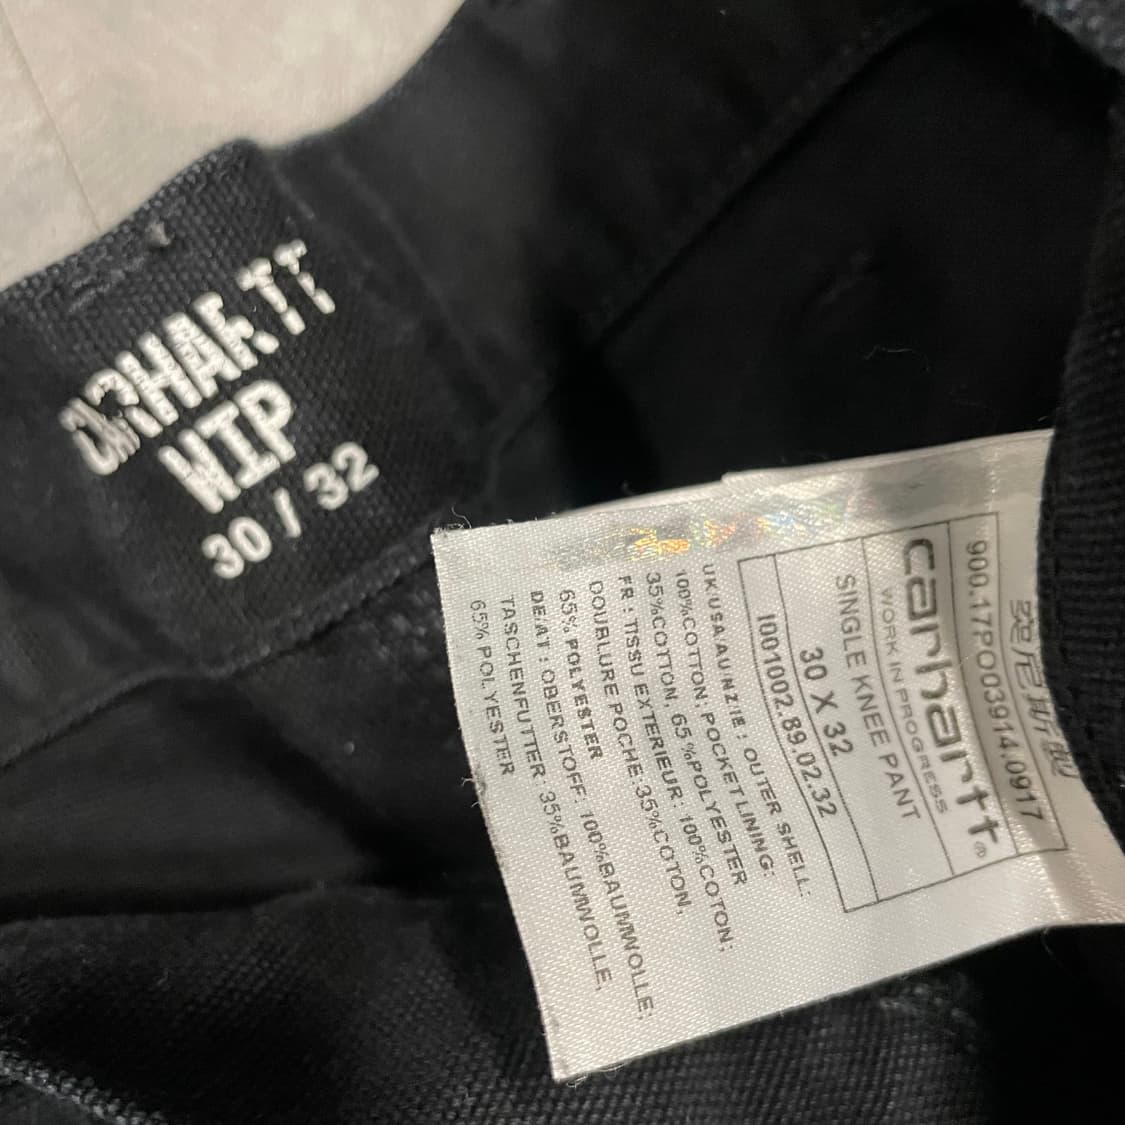 CARHARTT
WIP
30 / 32
900.17PO03914.0917
carhartt®
WORK IN PROGRESS
SINGLE KNEE PANT
30 X 32
I001002.89.02.32
UK/USA/AU/NZ/IE : OUTER SHELL:
100%COTTON; POCKET LINING:
35%COTTON, 65%POLYESTER
FR : TISSU EXTERIEUR: 100%COTON;
DOUBLURE POCHE:35%COTON,
65% POLYESTER
DE/AT : OBERSTOFF: 100%BAUMWOLLE;
TASCHENFUTTER 35%BAUMWOLLE,
65% POLYESTER